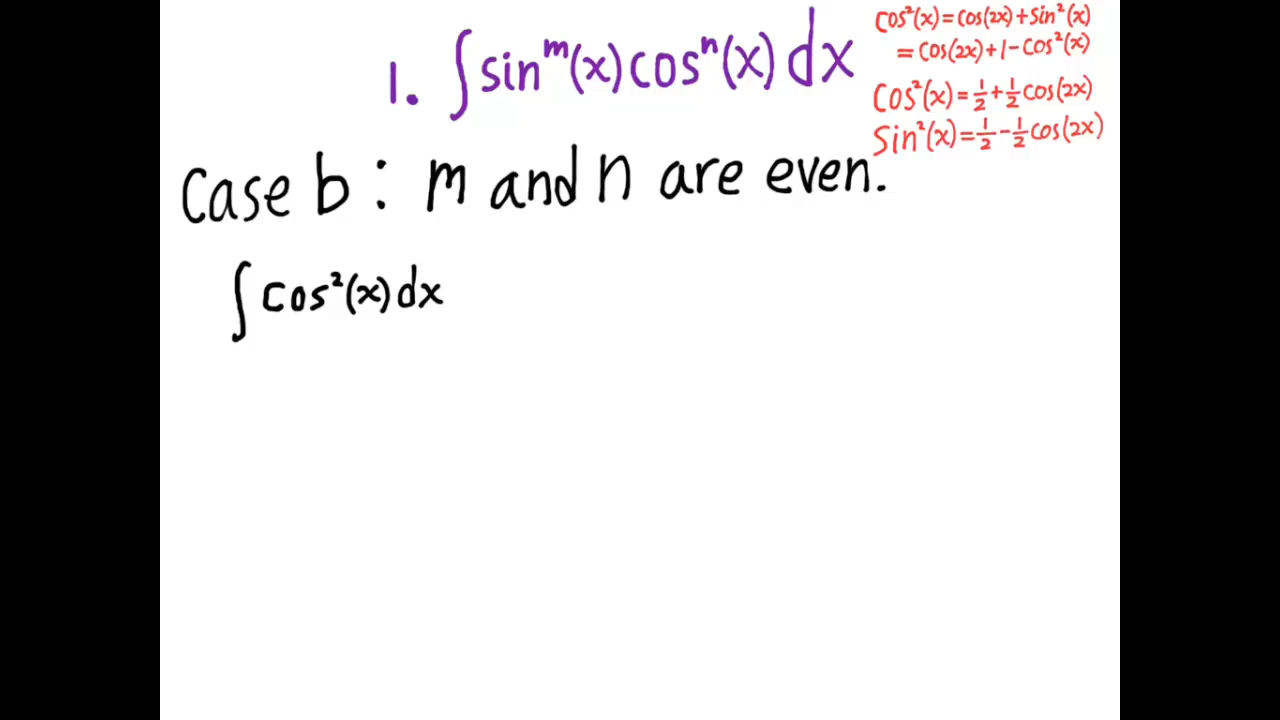 1. ∫ sin^m(x) cos^n(x) dx
cos²(x) = cos(2x) + sin²(x)
= cos(2x) + 1 - cos²(x)
cos²(x) = 1/2 + 1/2 cos(2x)
sin²(x) = 1/2 - 1/2 cos(2x)
Case b : m and n are even.
∫ cos²(x) dx